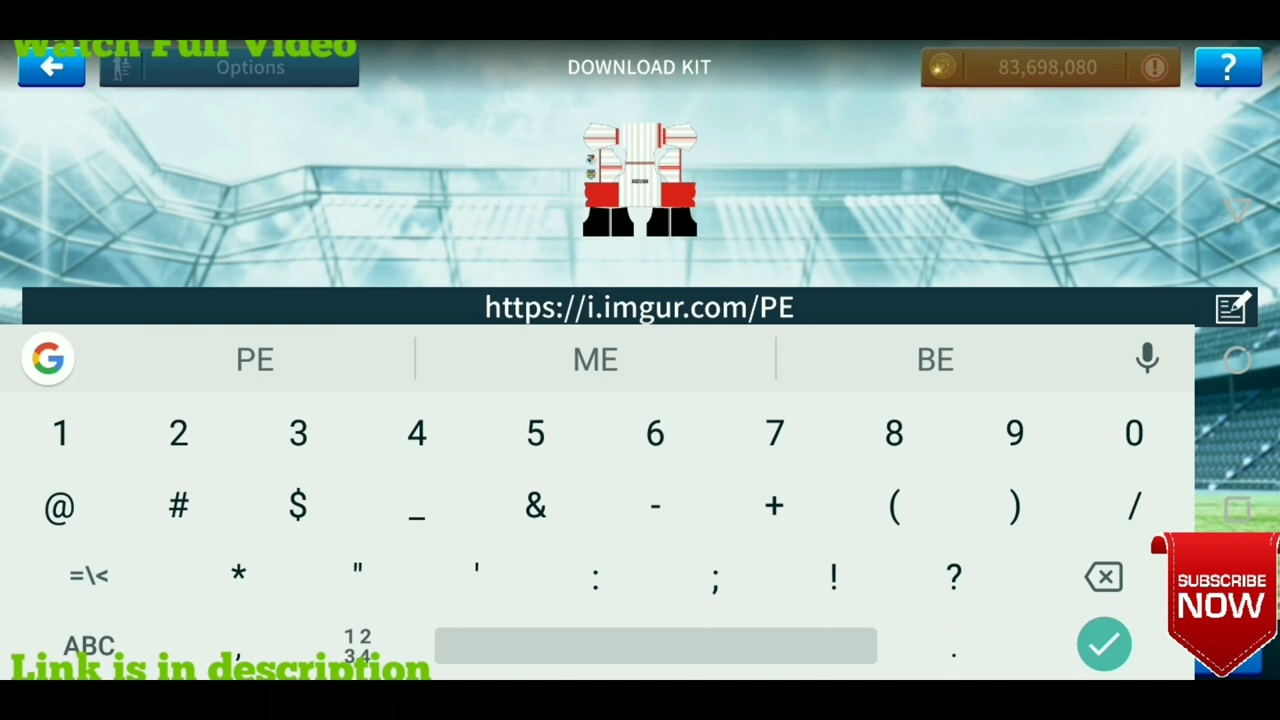 Watch Full Video
Options
DOWNLOAD KIT
83,698,080
?
https://i.imgur.com/PE
PE ME BE
1 2 3 4 5 6 7 8 9 0
@ # $ _ & - + ( ) /
=\< * " ' : ; ! ?
ABC , 1 2 3 4 .
SUBSCRIBE
NOW
Link is in description